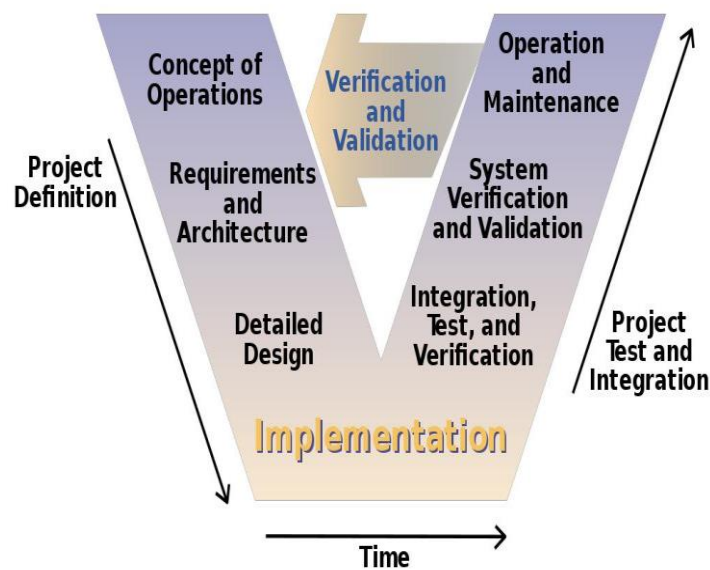 Concept of
Operations
Verification
and
Validation
Operation
and
Maintenance
Project
Definition
Requirements
and
Architecture
System
Verification
and Validation
Detailed
Design
Integration,
Test, and
Verification
Project
Test and
Integration
Implementation
Time